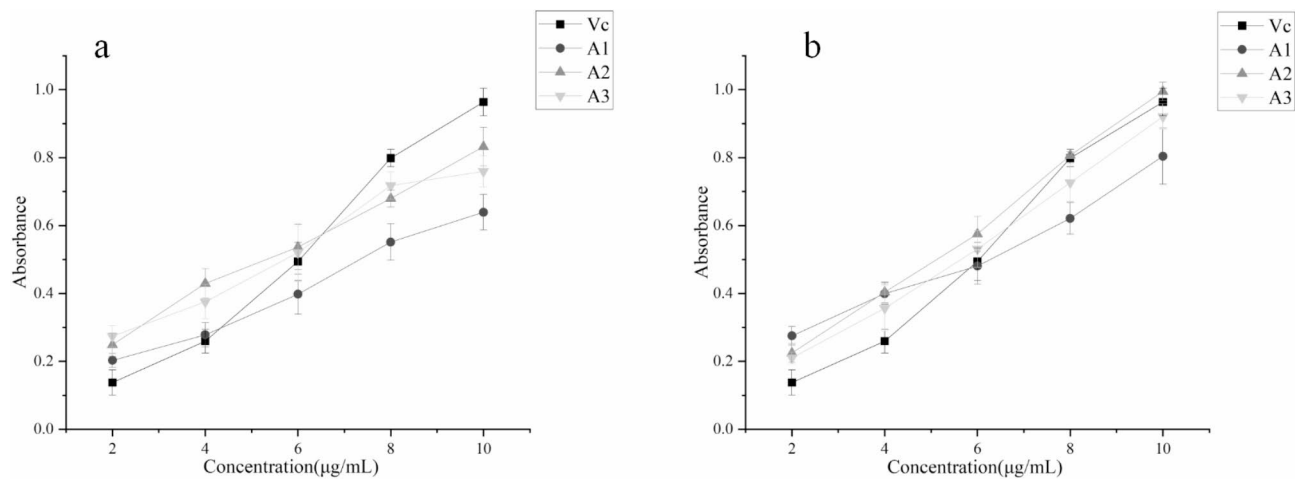 a
Vc
A1
A2
A3
1.0
0.8
0.6
0.4
0.2
0.0
Absorbance
2 4 6 8 10
Concentration(μg/mL)
b
Vc
A1
A2
A3
1.0
0.8
0.6
0.4
0.2
0.0
Absorbance
2 4 6 8 10
Concentration(μg/mL)